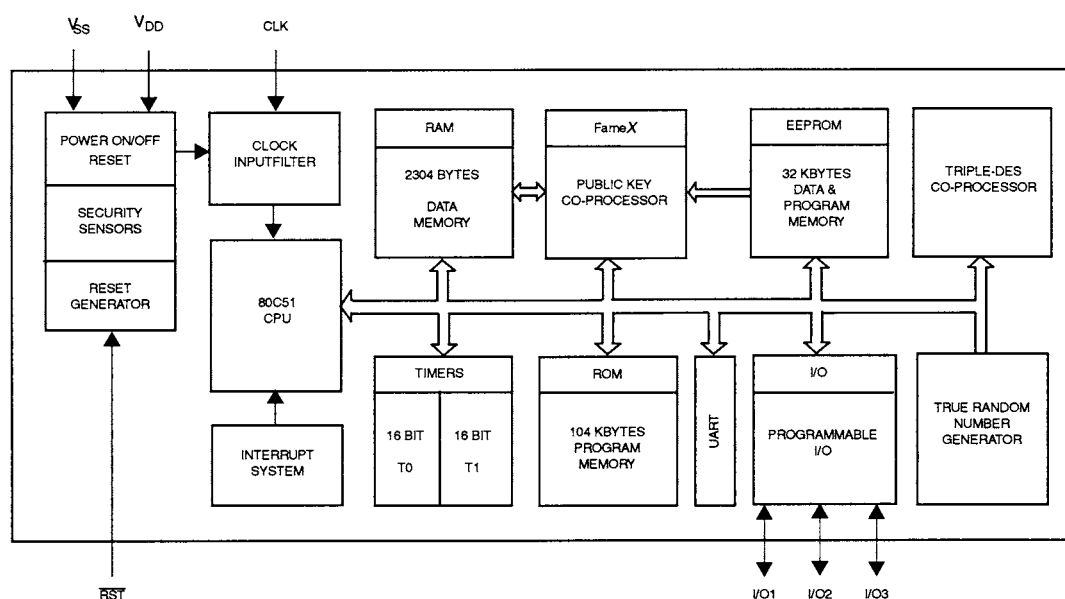 VSS
VDD
CLK
POWER ON/OFF
RESET
SECURITY
SENSORS
RESET
GENERATOR
CLOCK
INPUTFILTER
80C51
CPU
INTERRUPT
SYSTEM
RAM
2304 BYTES
DATA
MEMORY
FameX
PUBLIC KEY
CO-PROCESSOR
EEPROM
32 KBYTES
DATA &
PROGRAM
MEMORY
TRIPLE-DES
CO-PROCESSOR
TIMERS
16 BIT
T0
16 BIT
T1
ROM
104 KBYTES
PROGRAM
MEMORY
UART
I/O
PROGRAMMABLE
I/O
TRUE RANDOM
NUMBER
GENERATOR
RST
I/O1
I/O2
I/O3